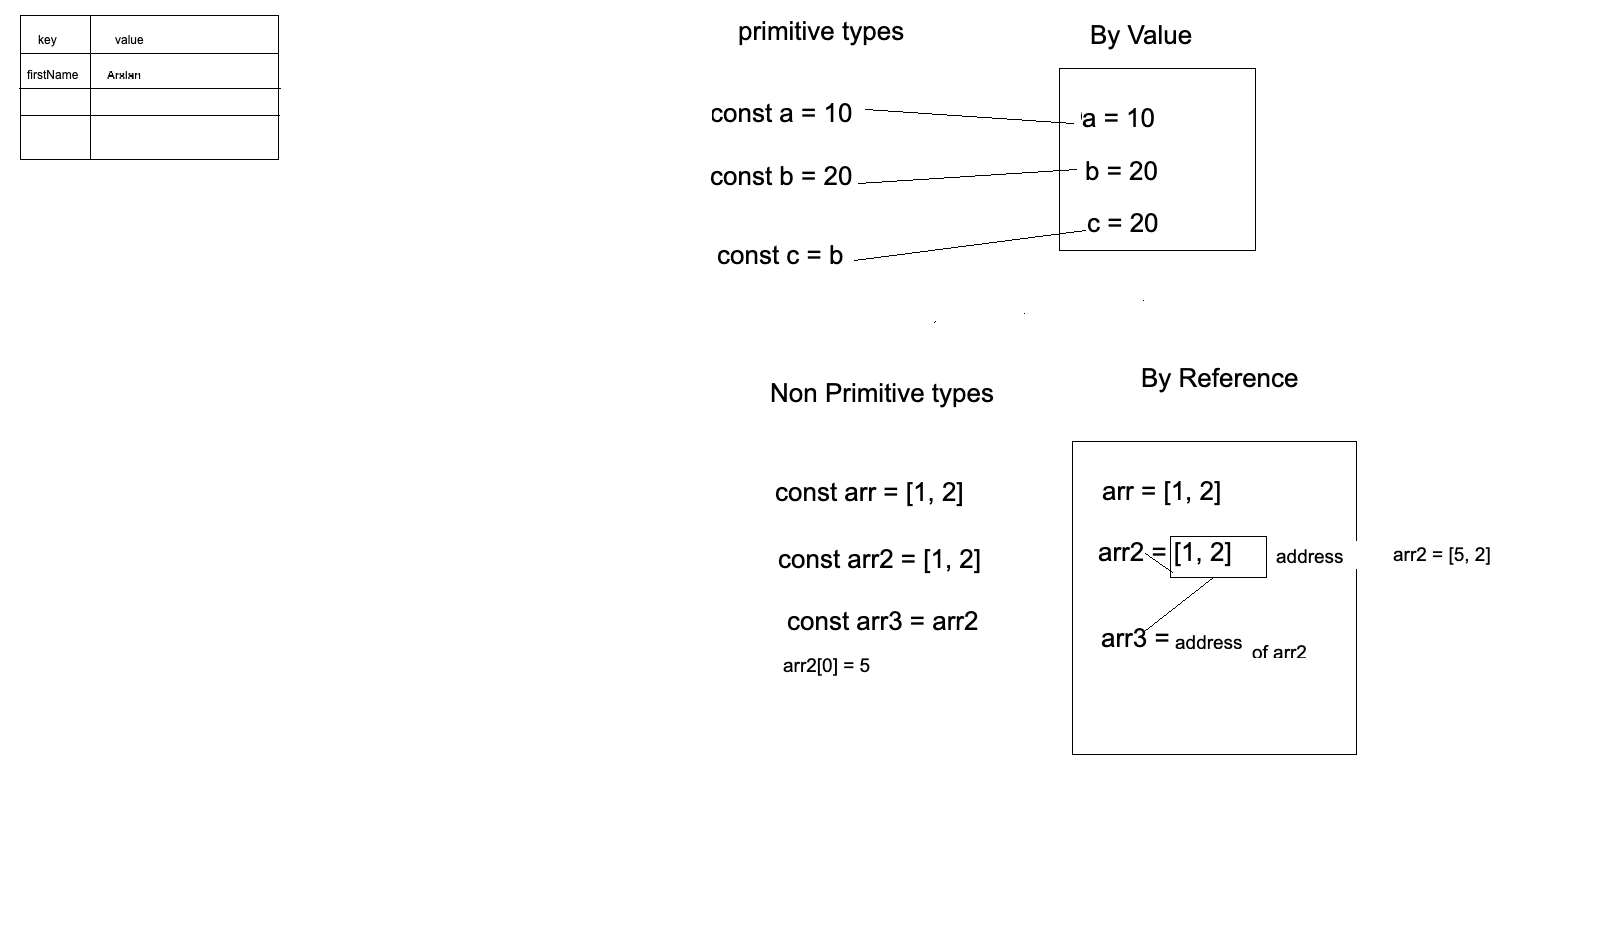 key value
firstName
primitive types
By Value
const a = 10
a = 10
const b = 20
b = 20
const c = b
c = 20
Non Primitive types
By Reference
const arr = [1, 2]
arr = [1, 2]
const arr2 = [1, 2]
arr2 = [1, 2] address
arr2 = [5, 2]
const arr3 = arr2
arr3 = address of arr2
arr2[0] = 5